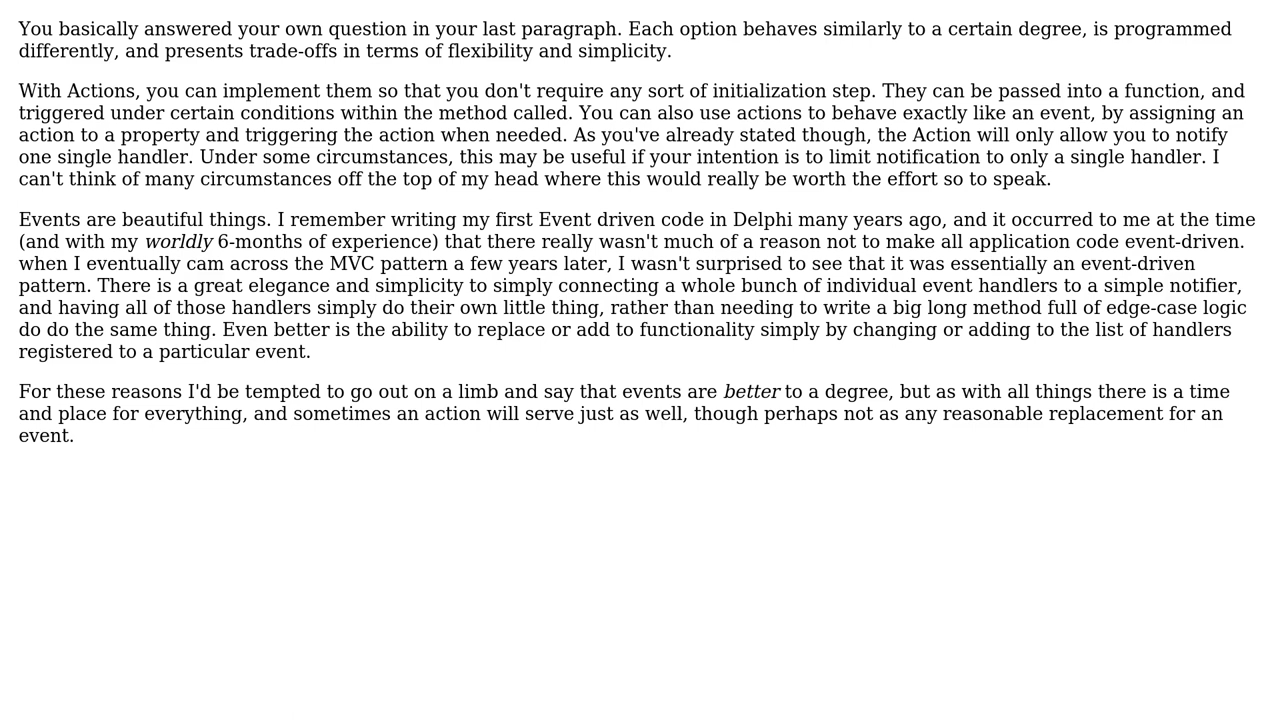 You basically answered your own question in your last paragraph. Each option behaves similarly to a certain degree, is programmed
differently, and presents trade-offs in terms of flexibility and simplicity.
With Actions, you can implement them so that you don't require any sort of initialization step. They can be passed into a function, and
triggered under certain conditions within the method called. You can also use actions to behave exactly like an event, by assigning an
action to a property and triggering the action when needed. As you've already stated though, the Action will only allow you to notify
one single handler. Under some circumstances, this may be useful if your intention is to limit notification to only a single handler. I
can't think of many circumstances off the top of my head where this would really be worth the effort so to speak.
Events are beautiful things. I remember writing my first Event driven code in Delphi many years ago, and it occurred to me at the time
(and with my worldly 6-months of experience) that there really wasn't much of a reason not to make all application code event-driven.
when I eventually cam across the MVC pattern a few years later, I wasn't surprised to see that it was essentially an event-driven
pattern. There is a great elegance and simplicity to simply connecting a whole bunch of individual event handlers to a simple notifier,
and having all of those handlers simply do their own little thing, rather than needing to write a big long method full of edge-case logic
do do the same thing. Even better is the ability to replace or add to functionality simply by changing or adding to the list of handlers
registered to a particular event.
For these reasons I'd be tempted to go out on a limb and say that events are better to a degree, but as with all things there is a time
and place for everything, and sometimes an action will serve just as well, though perhaps not as any reasonable replacement for an
event.